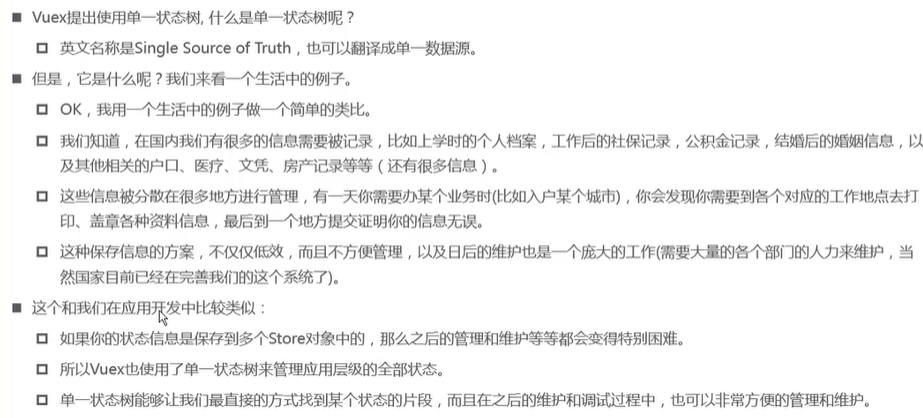 Vuex提出使用单一状态树, 什么是单一状态树呢？
英文名称是Single Source of Truth，也可以翻译成单一数据源。
但是，它是什么呢？我们来看一个生活中的例子。
OK，我用一个生活中的例子做一个简单的类比。
我们知道，在国内我们有很多的信息需要被记录，比如上学时的个人档案，工作后的社保记录，公积金记录，结婚后的婚姻信息，以
及其他相关的户口、医疗、文凭、房产记录等等（还有很多信息）。
这些信息被分散在很多地方进行管理，有一天你需要办某个业务时(比如入户某个城市)，你会发现你需要到各个对应的工作地点去打
印、盖章各种资料信息，最后到一个地方提交证明你的信息无误。
这种保存信息的方案，不仅仅低效，而且不方便管理，以及日后的维护也是一个庞大的工作(需要大量的各个部门的人力来维护，当
然国家目前已经在完善我们的这个系统了)。
这个和我们在应用开发中比较类似：
如果你的状态信息是保存到多个Store对象中的，那么之后的管理和维护等等都会变得特别困难。
所以Vuex也使用了单一状态树来管理应用层级的全部状态。
单一状态树能够让我们最直接的方式找到某个状态的片段，而且在之后的维护和调试过程中，也可以非常方便的管理和维护。